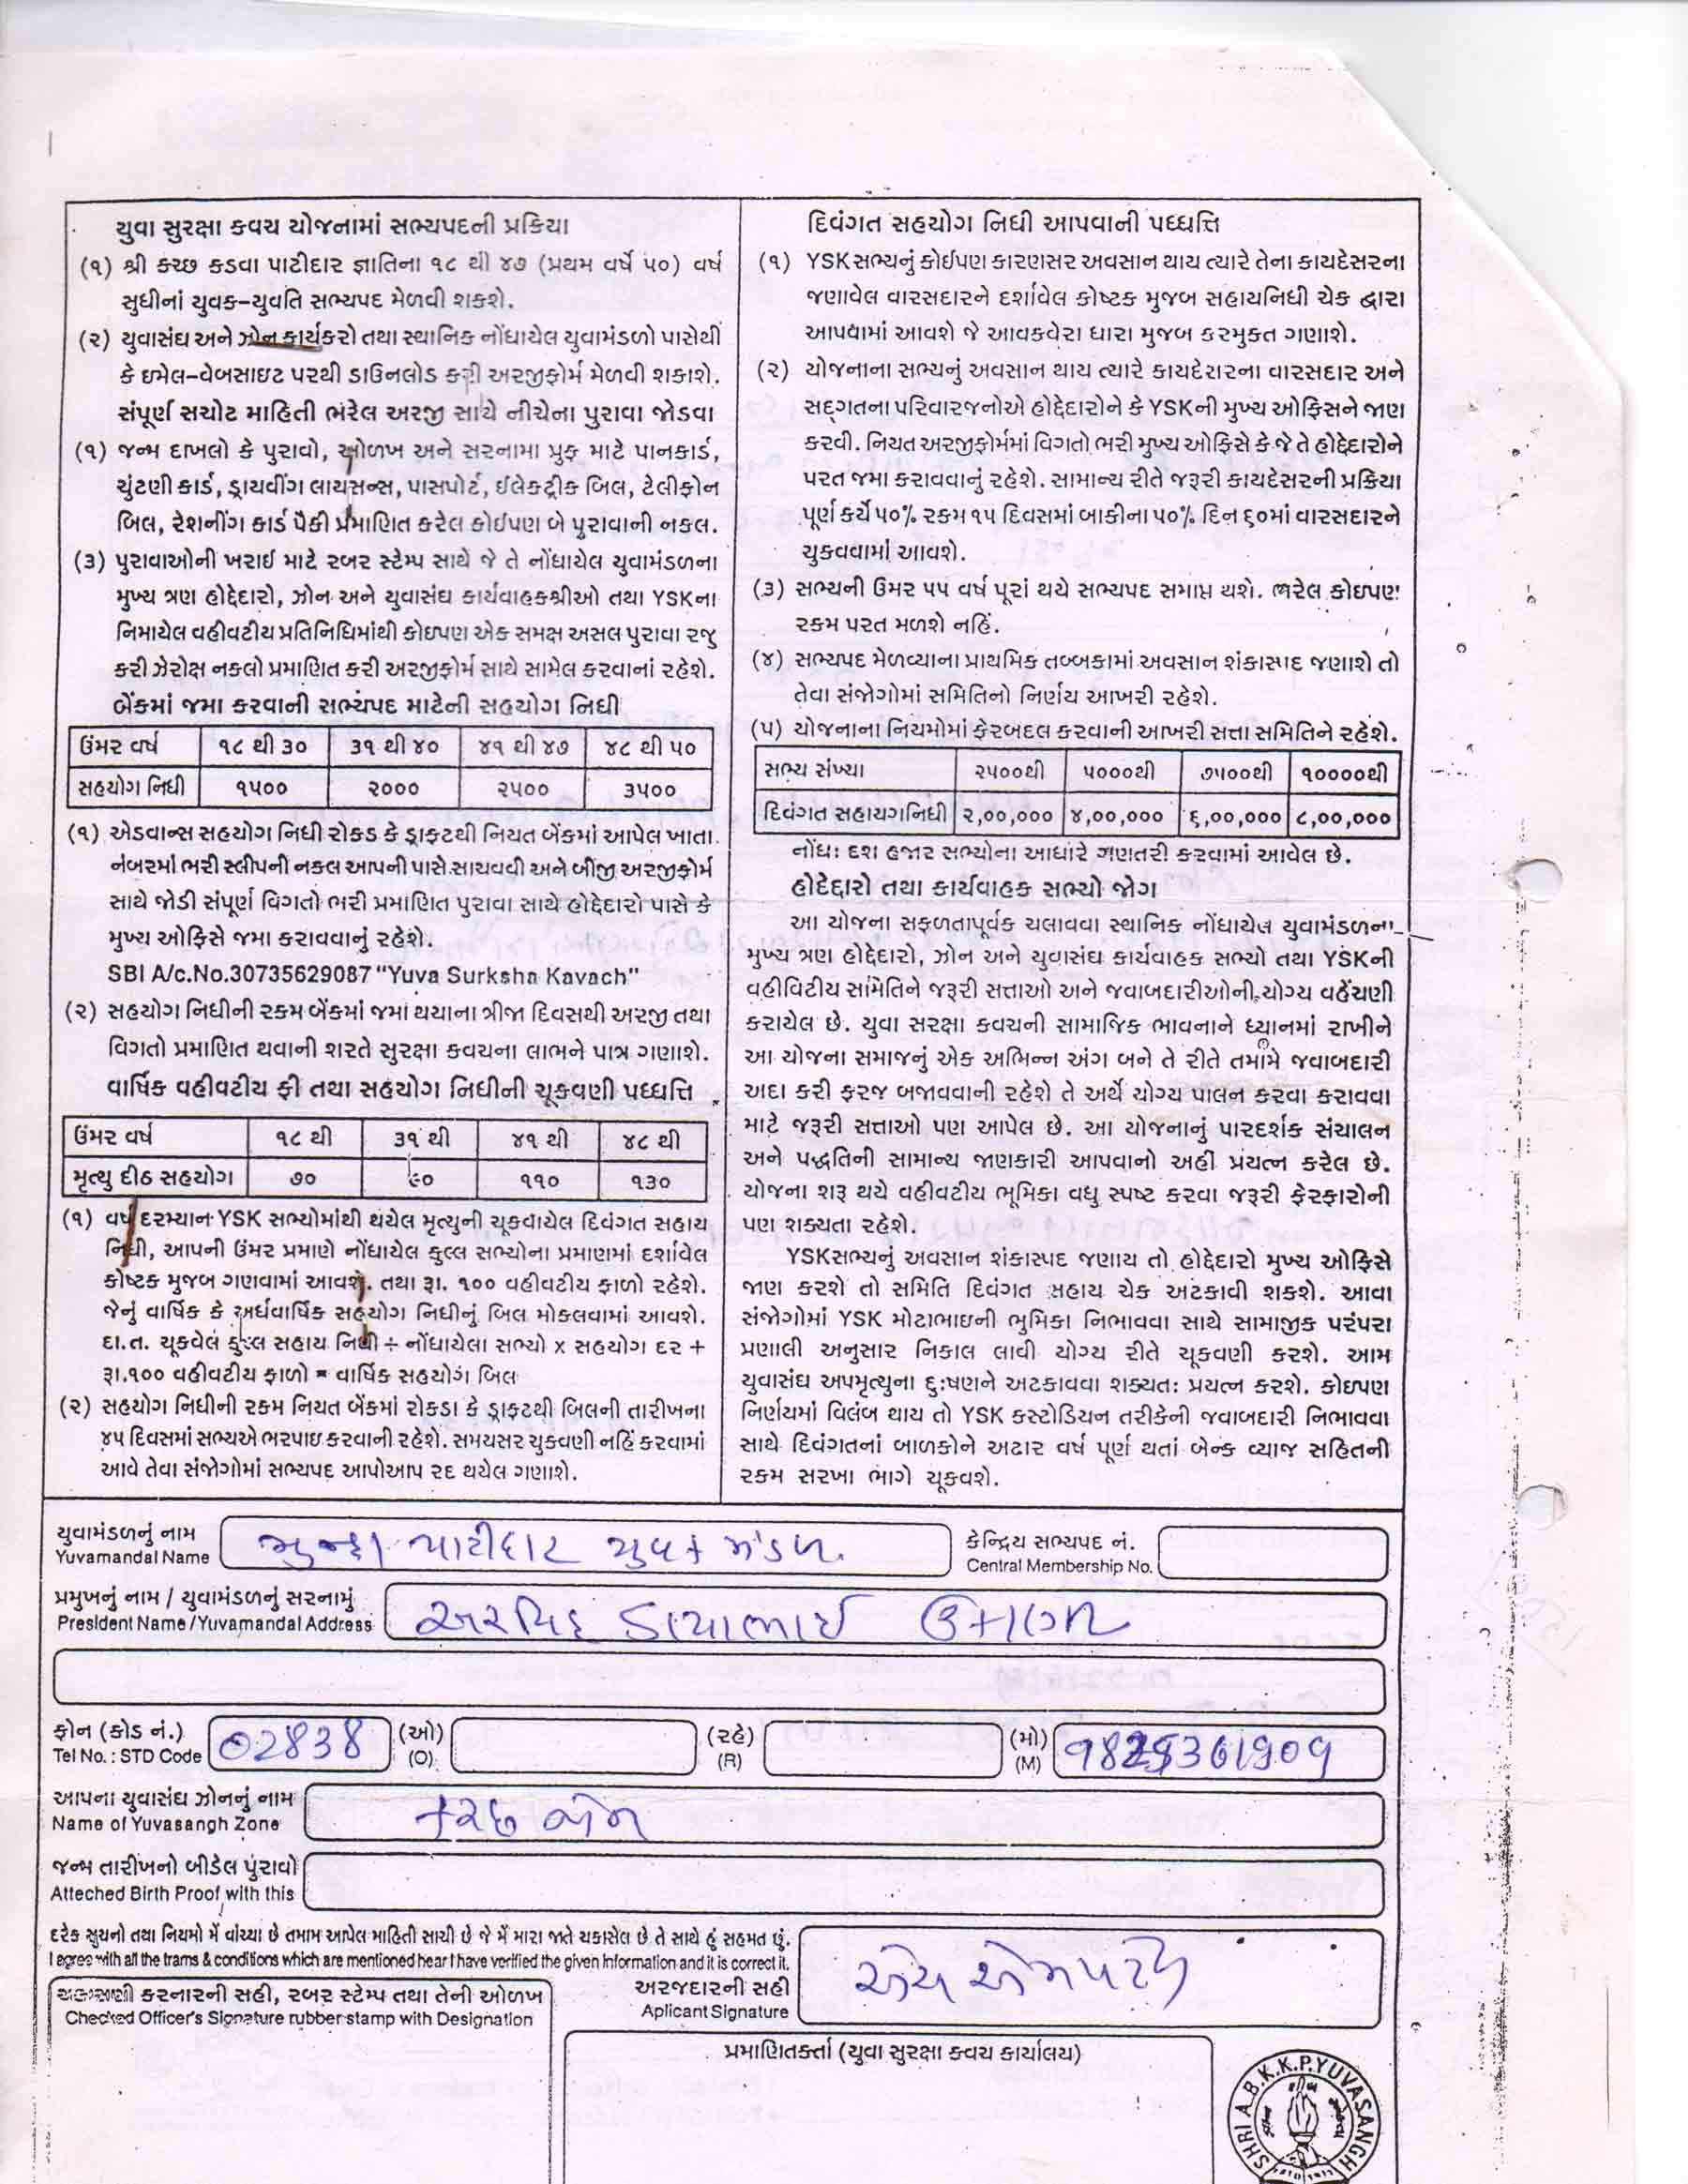 યુવા સુરક્ષા કવચ યોજનામાં સભ્યપદની પ્રક્રિયા
(૧) શ્રી કચ્છ કડવા પાટીદાર જ્ઞાતિના ૧૮ થી ૪૭ (પ્રથમ વર્ષે ૫૦) વર્ષ
સુધીનાં યુવક-યુવતિ સભ્યપદ મેળવી શકશે.
(૨) યુવાસંઘ અને ઝોન કાર્યકરો તથા સ્થાનિક નોંધાયેલ યુવામંડળો પાસેથી
કે ઇમેલ-વેબસાઇટ પરથી ડાઉનલોડ કરી અરજીફોર્મ મેળવી શકાશે.
સંપૂર્ણ સચોટ માહિતી ભરેલ અરજી સાથે નીચેના પુરાવા જોડવા
(૧) જન્મ દાખલો કે પુરાવો, ઓળખ અને સરનામા પ્રુફ માટે પાનકાર્ડ,
ચુંટણી કાર્ડ, ડ્રાયવીંગ લાયસન્સ, પાસપોર્ટ, ઈલેકટ્રીક બિલ, ટેલીફોન
બિલ, રેશનીંગ કાર્ડ પૈકી પ્રમાણિત કરેલ કોઈપણ બે પુરાવાની નકલ.
(૩) પુરાવાઓની ખરાઈ માટે રબર સ્ટેમ્પ સાથે જે તે નોંધાયેલ યુવામંડળના
મુખ્ય ત્રણ હોદ્દેદારો, ઝોન અને યુવાસંઘ કાર્યવાહકશ્રીઓ તથા YSKના
નિમાયેલ વહીવટીય પ્રતિનિધિમાંથી કોઇપણ એક સમક્ષ અસલ પુરાવા રજુ
કરી ઝેરોક્ષ નકલો પ્રમાણિત કરી અરજીફોર્મ સાથે સામેલ કરવાનાં રહેશે.
બેંકમાં જમા કરવાની સભ્યપદ માટેની સહયોગ નિધી
ઉંમર વર્ષ ૧૮ થી ૩૦ ૩૧ થી ૪૦ ૪૧ થી ૪૭ ૪૮ થી ૫૦
સહયોગ નિધી ૧૫૦૦ ૨૦૦૦ ૨૫૦૦ ૩૫૦૦
(૧) એડવાન્સ સહયોગ નિધી રોકડ કે ડ્રાફટથી નિયત બેંકમાં આપેલ ખાતા
નંબરમાં ભરી સ્લીપની નકલ આપની પાસે સાચવવી અને બીજી અરજીફોર્મ
સાથે જોડી સંપૂર્ણ વિગતો ભરી પ્રમાણિત પુરાવા સાથે હોદ્દેદારો પાસે કે
મુખ્ય ઓફિસે જમા કરાવવાનું રહેશે.
SBI A/c.No.30735629087 "Yuva Surksha Kavach"
(૨) સહયોગ નિધીની રકમ બેંકમાં જમાં થયાના ત્રીજા દિવસથી અરજી તથા
વિગતો પ્રમાણિત થવાની શરતે સુરક્ષા કવચના લાભને પાત્ર ગણાશે.
વાર્ષિક વહીવટીય ફી તથા સહયોગ નિધીની ચૂકવણી પધ્ધતિ
ઉંમર વર્ષ ૧૮ થી ૩૧ થી ૪૧ થી ૪૮ થી
મૃત્યુ દીઠ સહયોગ ૭૦ ૯૦ ૧૧૦ ૧૩૦
(૧) વર્ષ દરમ્યાન YSK સભ્યોમાંથી થયેલ મૃત્યુની ચૂકવાયેલ દિવંગત સહાય
નિધી, આપની ઉંમર પ્રમાણે નોંધાયેલ કુલ્લ સભ્યોના પ્રમાણમાં દર્શાવેલ
કોષ્ટક મુજબ ગણવામાં આવશે. તથા રૂા. ૧૦૦ વહીવટીય ફાળો રહેશે.
જેનું વાર્ષિક કે અર્ધવાર્ષિક સહયોગ નિધીનું બિલ મોકલવામાં આવશે.
દા.ત. ચૂકવેલ કુલ્લ સહાય નિધી ÷ નોંધાયેલા સભ્યો x સહયોગ દર +
રૂા.૧૦૦ વહીવટીય ફાળો = વાર્ષિક સહયોગ બિલ
(૨) સહયોગ નિધીની રકમ નિયત બેંકમાં રોકડા કે ડ્રાફટથી બિલની તારીખના
૪૫ દિવસમાં સભ્યએ ભરપાઇ કરવાની રહેશે. સમયસર ચુકવણી નહિં કરવામાં
આવે તેવા સંજોગોમાં સભ્યપદ આપોઆપ રદ થયેલ ગણાશે.
દિવંગત સહયોગ નિધી આપવાની પધ્ધત્તિ
(૧) YSK સભ્યનું કોઈપણ કારણસર અવસાન થાય ત્યારે તેના કાયદેસરના
જણાવેલ વારસદારને દર્શાવેલ કોષ્ટક મુજબ સહાયનિધી ચેક દ્વારા
આપવામાં આવશે જે આવકવેરા ધારા મુજબ કરમુક્ત ગણાશે.
(૨) યોજનાના સભ્યનું અવસાન થાય ત્યારે કાયદેસરના વારસદાર અને
સદ્દગતના પરિવારજનોએ હોદ્દેદારોને કે YSKની મુખ્ય ઓફિસને જાણ
કરવી. નિયત અરજીફોર્મમાં વિગતો ભરી મુખ્ય ઓફિસે કે જે તે હોદ્દેદારોને
પરત જમા કરાવવાનું રહેશે. સામાન્ય રીતે જરૂરી કાયદેસરની પ્રક્રિયા
પૂર્ણ કર્યે ૫૦% રકમ ૧૫ દિવસમાં બાકીના ૫૦% દિન ૬૦માં વારસદારને
ચુકવવામાં આવશે.
(૩) સભ્યની ઉંમર ૫૫ વર્ષ પૂરાં થયે સભ્યપદ સમાપ્ત થશે. ભરેલ કોઇપણ
રકમ પરત મળશે નહિં.
(૪) સભ્યપદ મેળવ્યાના પ્રાથમિક તબ્બકામાં અવસાન શંકાસ્પદ જણાશે તો
તેવા સંજોગોમાં સમિતિનો નિર્ણય આખરી રહેશે.
(૫) યોજનાના નિયમોમાં ફેરબદલ કરવાની આખરી સત્તા સમિતિને રહેશે.
સભ્ય સંખ્યા ૨૫૦૦થી ૫૦૦૦થી ૭૫૦૦થી ૧૦૦૦૦થી
દિવંગત સહાયગનિધી ૨,૦૦,૦૦૦ ૪,૦૦,૦૦૦ ૬,૦૦,૦૦૦ ૮,૦૦,૦૦૦
નોંધઃ દશ હજાર સભ્યોના આધારે ગણતરી કરવામાં આવેલ છે.
હોદેદ્દારો તથા કાર્યવાહક સભ્યો જોગ
આ યોજના સફળતાપૂર્વક ચલાવવા સ્થાનિક નોંધાયેલ યુવામંડળના
મુખ્ય ત્રણ હોદ્દેદારો, ઝોન અને યુવાસંઘ કાર્યવાહક સભ્યો તથા YSKની
વહીવિટીય સમિતિને જરૂરી સત્તાઓ અને જવાબદારીઓની યોગ્ય વહેંચણી
કરાયેલ છે. યુવા સરક્ષા કવચની સામાજિક ભાવનાને ધ્યાનમાં રાખીને
આ યોજના સમાજનું એક અભિન્ન અંગ બને તે રીતે તમામે જવાબદારી
અદા કરી ફરજ બજાવવાની રહેશે તે અર્થે યોગ્ય પાલન કરવા કરાવવા
માટે જરૂરી સત્તાઓ પણ આપેલ છે. આ યોજનાનું પારદર્શક સંચાલન
અને પદ્ધતિની સામાન્ય જાણકારી આપવાનો અહીં પ્રયત્ન કરેલ છે.
યોજના શરૂ થયે વહીવટીય ભૂમિકા વધુ સ્પષ્ટ કરવા જરૂરી ફેરફારોની
પણ શક્યતા રહેશે.
YSKસભ્યનું અવસાન શંકાસ્પદ જણાય તો હોદ્દેદારો મુખ્ય ઓફિસે
જાણ કરશે તો સમિતિ દિવંગત સહાય ચેક અટકાવી શકશે. આવા
સંજોગોમાં YSK મોટાભાઇની ભુમિકા નિભાવવા સાથે સામાજીક પરંપરા
પ્રણાલી અનુસાર નિકાલ લાવી યોગ્ય રીતે ચૂકવણી કરશે. આમ
યુવાસંઘ અપમૃત્યુના દુઃષણને અટકાવવા શક્યતઃ પ્રયત્ન કરશે. કોઇપણ
નિર્ણયમાં વિલંબ થાય તો YSK કસ્ટોડિયન તરીકેની જવાબદારી નિભાવવા
સાથે દિવંગતનાં બાળકોને અઢાર વર્ષ પૂર્ણ થતાં બેન્ક વ્યાજ સહિતની
રકમ સરખા ભાગે ચૂકવશે.
યુવામંડળનું નામ
Yuvamandal Name
મુન્દ્રા પાટીદાર યુવક મંડળ.
કેન્દ્રિય સભ્યપદ નં.
Central Membership No.
પ્રમુખનું નામ / યુવામંડળનું સરનામું
President Name /Yuvamandal Address
અરવિંદ ડાયાભાઈ
ફોન (કોડ નં.)
Tel No. : STD Code
02838
(ઓ)
(O)
(રહે)
(R)
(મો)
(M)
9825361909
આપના યુવાસંઘ ઝોનનું નામ
Name of Yuvasangh Zone
કચ્છ ઝોન
જન્મ તારીખનો બીડેલ પુરાવો
Atteched Birth Proof with this
દરેક સુચનો તથા નિયમો મેં વાંચ્યા છે તમામ આપેલ માહિતી સાચી છે જે મેં મારા જાતે ચકાસેલ છે તે સાથે હું સહમત છું.
I agree with all the trams & conditions which are mentioned hear I have verified the given information and it is correct it.
ચકાસણી કરનારની સહી, રબર સ્ટેમ્પ તથા તેની ઓળખ
Checked Officer's Signature rubber stamp with Designation
અરજદારની સહી
Aplicant Signature
એચ એમ પટેલ
પ્રમાણિતકર્તા (યુવા સુરક્ષા કવચ કાર્યાલય)
SHRI A.B.K.K.P.YUVASANGH